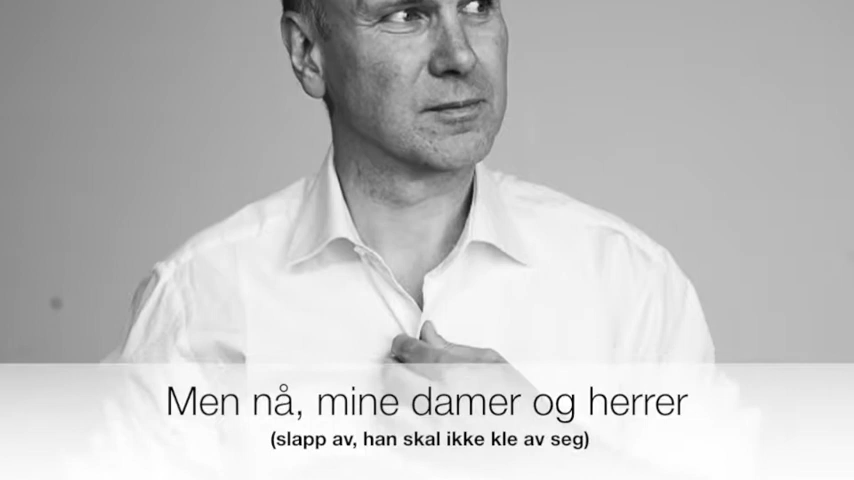 Men nå, mine damer og herrer
(slapp av, han skal ikke kle av seg)